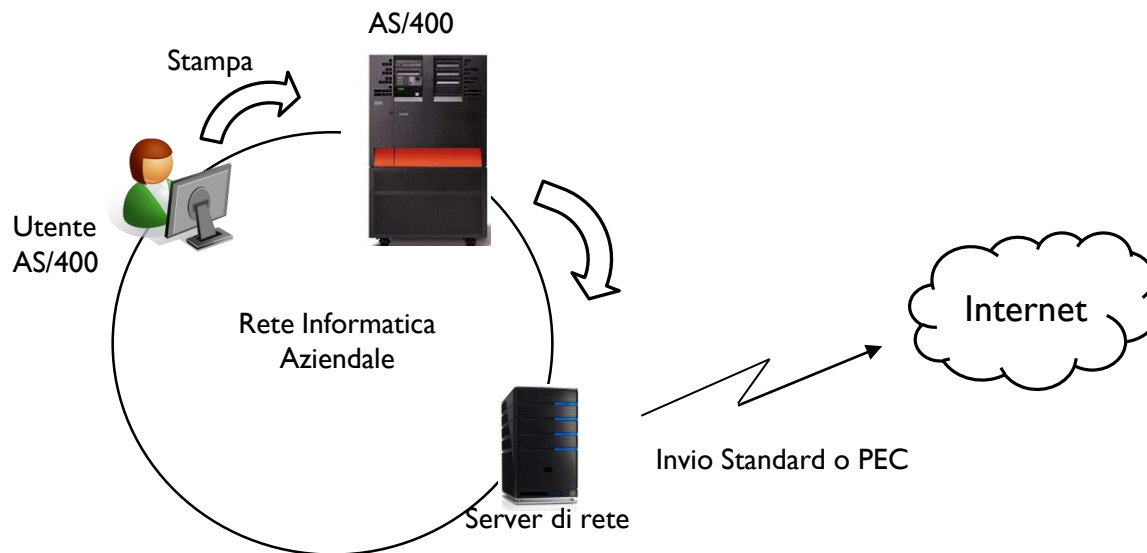 AS/400
Stampa
Utente
AS/400
Rete Informatica
Aziendale
Internet
Invio Standard o PEC
Server di rete